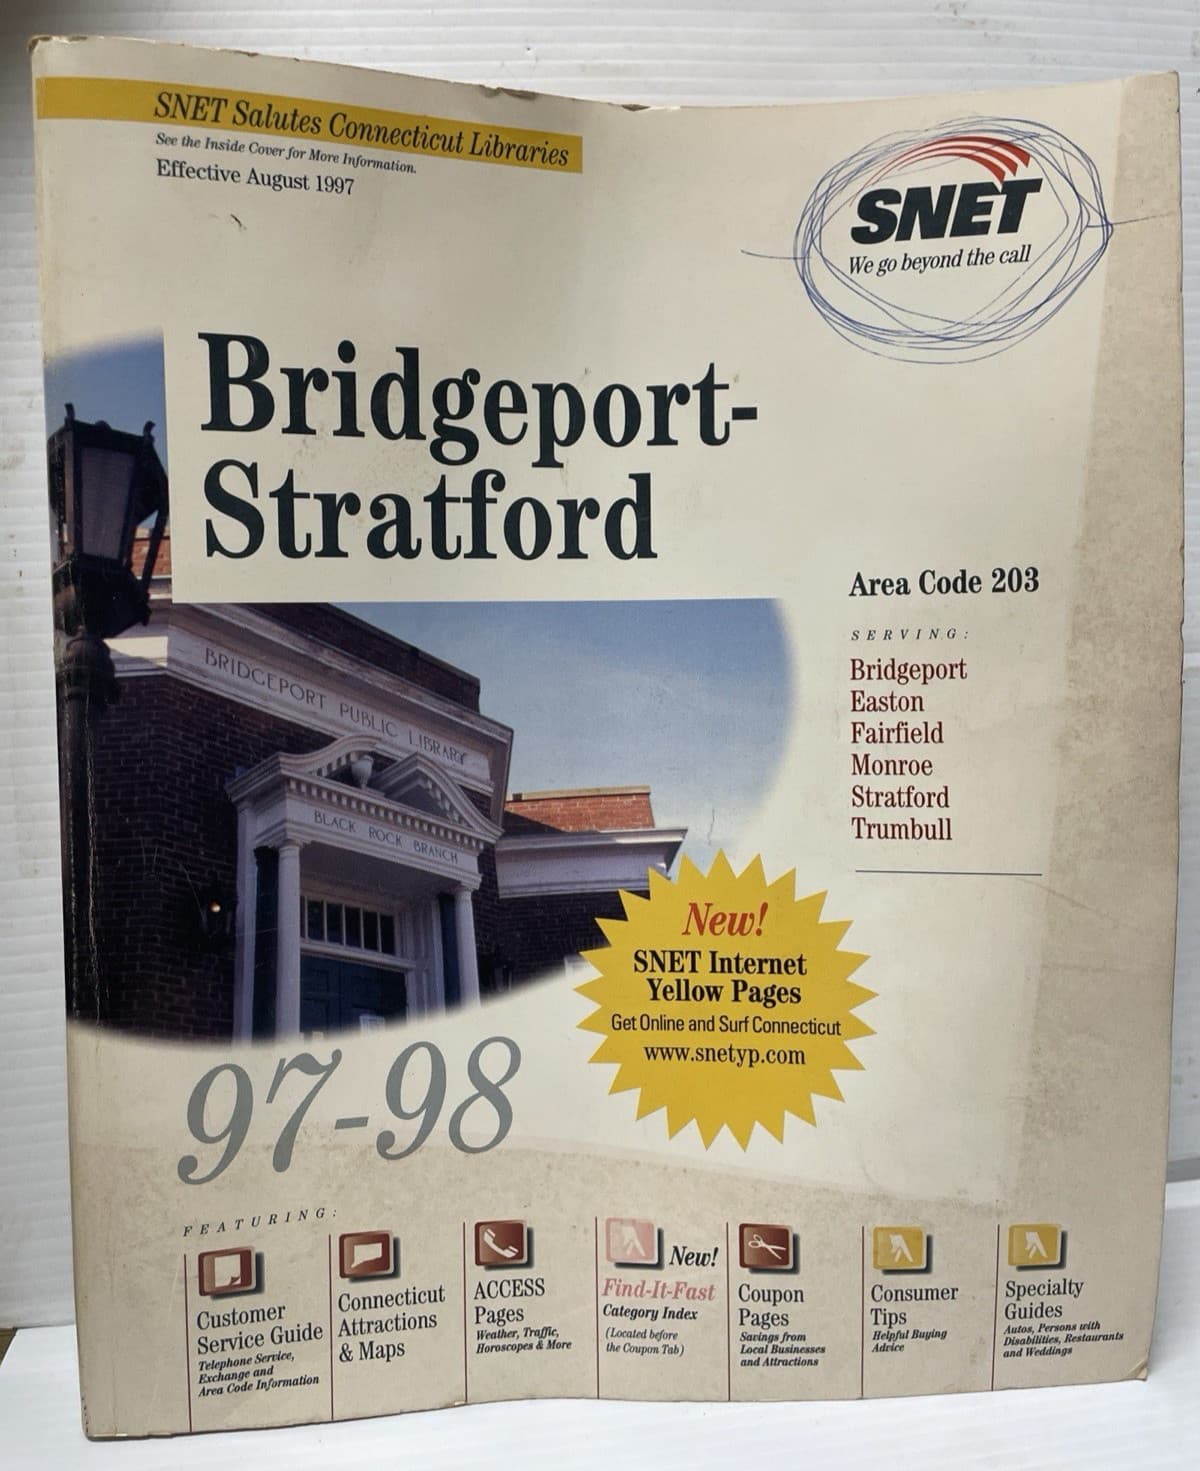 SNET Salutes Connecticut Libraries
See the Inside Cover for More Information.
Effective August 1997
SNET
We go beyond the call
Bridgeport-
Stratford
Area Code 203
SERVING:
Bridgeport
Easton
Fairfield
Monroe
Stratford
Trumbull
BRIDGEPORT PUBLIC LIBRARY
BLACK ROCK BRANCH
New!
SNET Internet
Yellow Pages
Get Online and Surf Connecticut
www.snetyp.com
97-98
FEATURING:
Customer
Service Guide
Telephone Service,
Exchange and
Area Code Information
Connecticut
Attractions
& Maps
ACCESS
Pages
Weather, Traffic,
Horoscopes & More
New!
Find-It-Fast
Category Index
(Located before
the Coupon Tab)
Coupon
Pages
Savings from
Local Businesses
and Attractions
Consumer
Tips
Helpful Buying
Advice
Specialty
Guides
Autos, Persons with
Disabilities, Restaurants
and Weddings